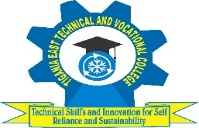 TIGANIA EAST TECHNICAL AND VOCATIONAL COLLEGE
Technical Skills and Innovation for Self
Reliance and Sustainability